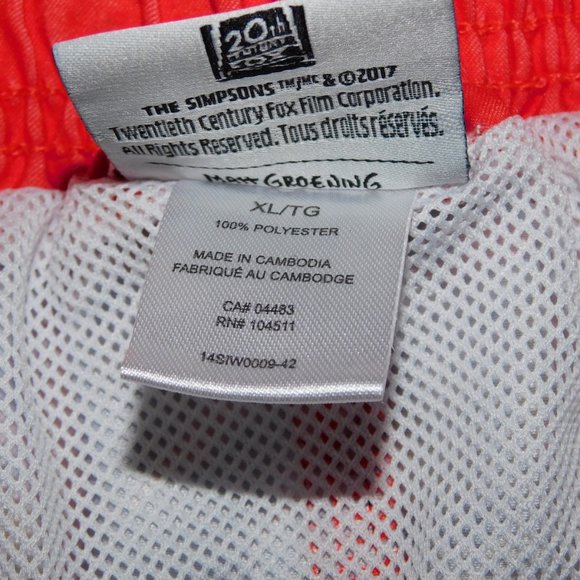 20th
CENTURY
FOX
THE SIMPSONS TM/MC & © 2017
Twentieth Century Fox Film Corporation.
All Rights Reserved. Tous droits réservés.
MATT GROENING
XL/TG
100% POLYESTER
MADE IN CAMBODIA
FABRIQUÉ AU CAMBODGE
CA# 04483
RN# 104511
14SIW0009-42